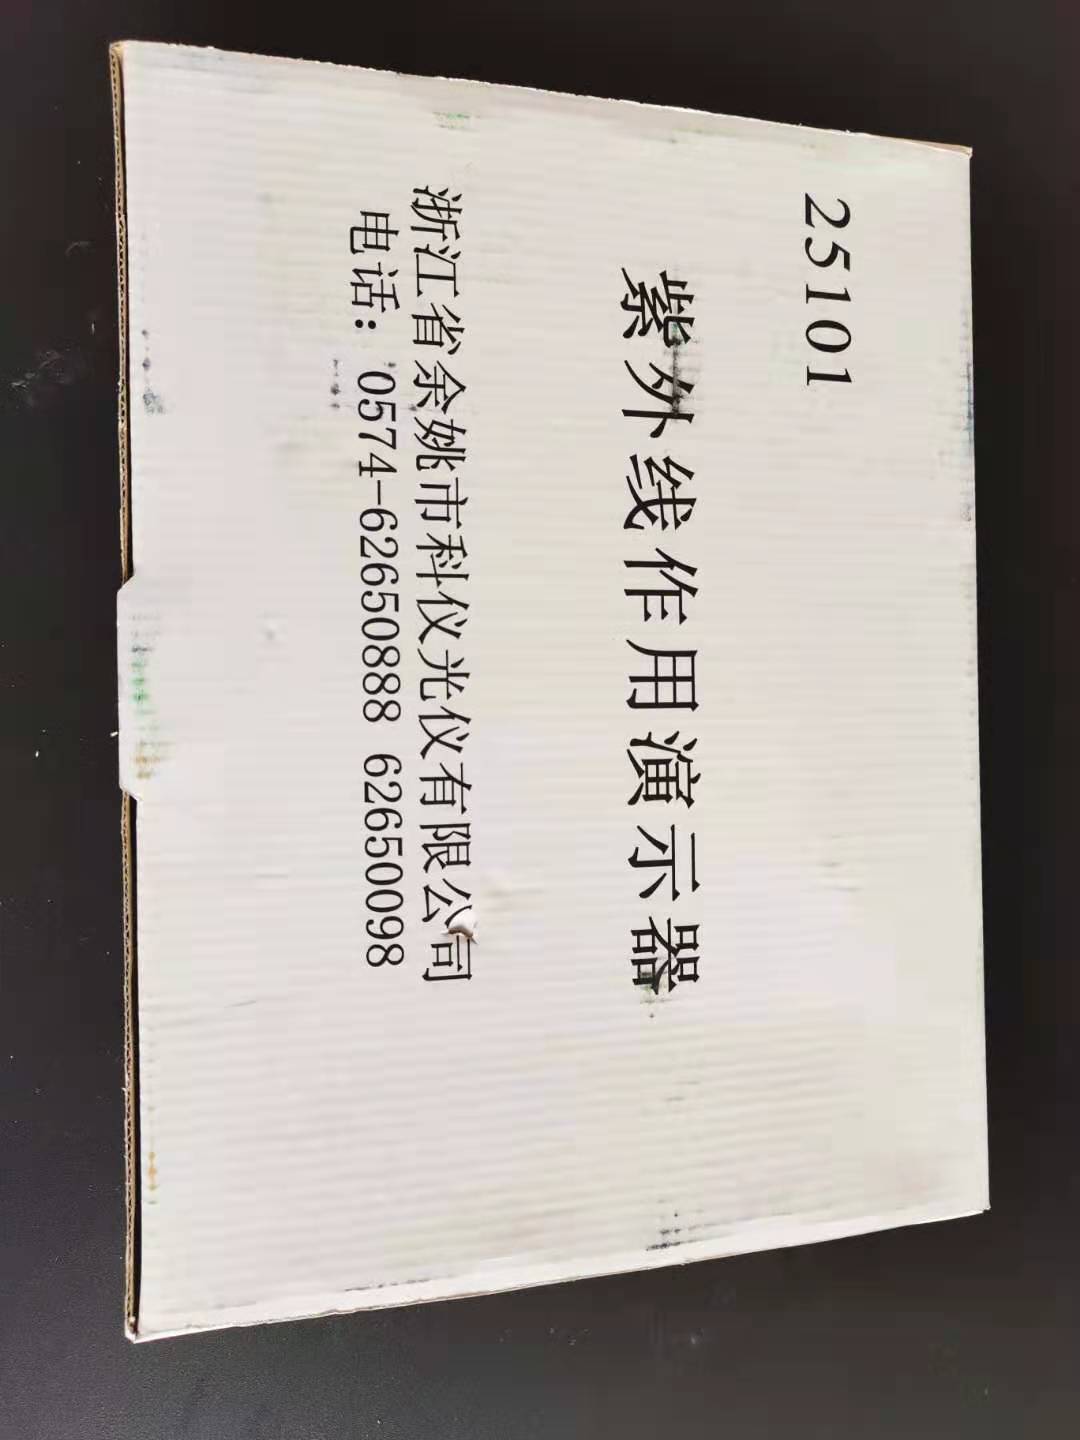 25101
紫外线作用演示器
浙江省余姚市科仪光仪有限公司
电话: 0574-62650888 62650098